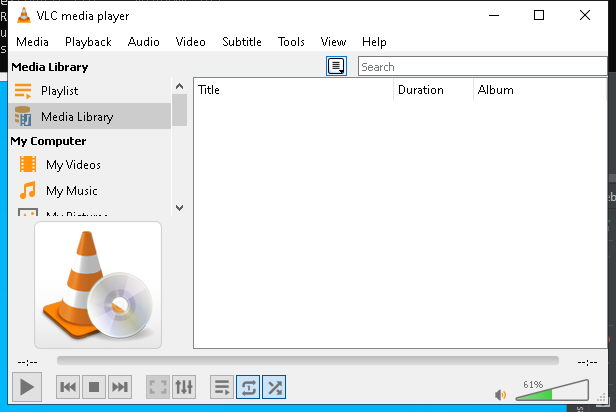 VLC media player
Media Playback Audio Video Subtitle Tools View Help
Media Library
Search
Playlist
Title Duration Album
Media Library
My Computer
My Videos
My Music
My Pictures
--:-- --:--
61%